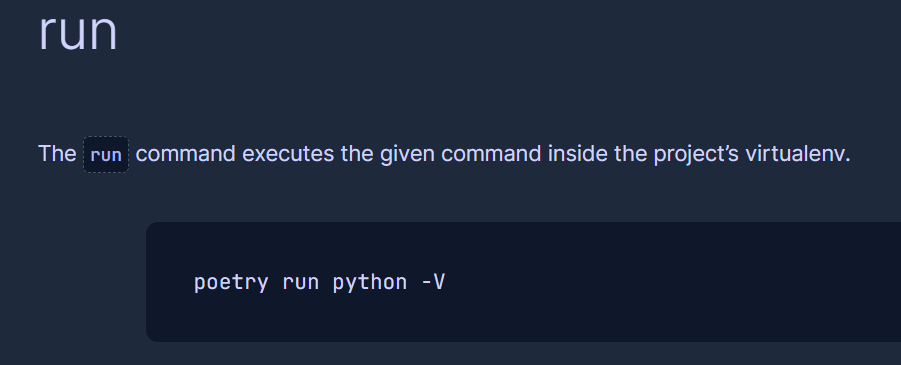 run
The run command executes the given command inside the project’s virtualenv.
poetry run python -V